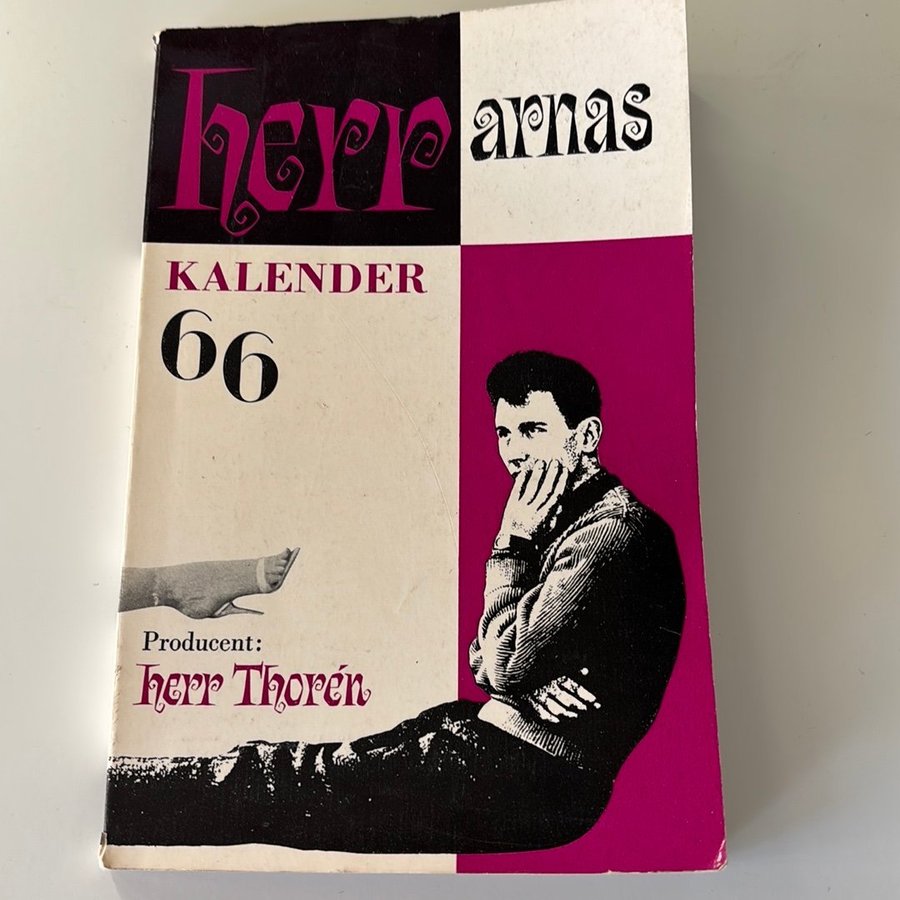 herr arnas
KALENDER
66
Producent:
herr Thorén